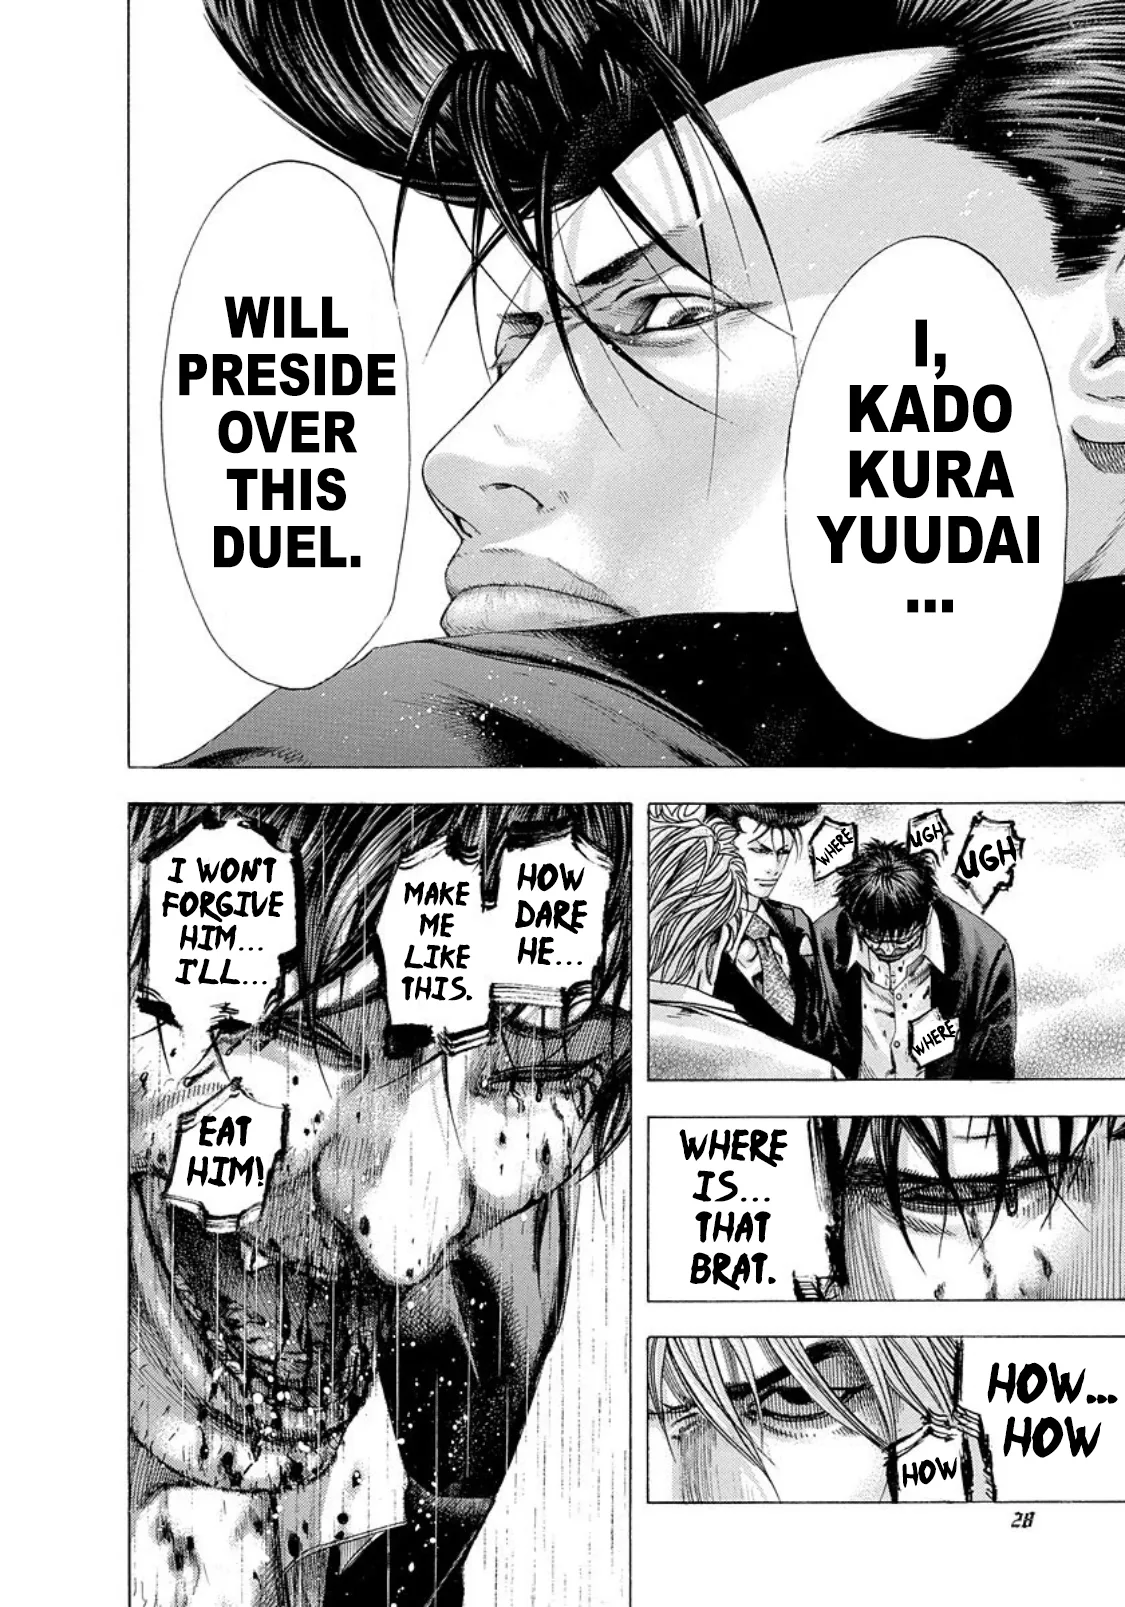 I,
KADO
KURA
YUUDAI
...
WILL
PRESIDE
OVER
THIS
DUEL.
UGH
UGH
WHERE
WHERE
WHERE
IS...
THAT
BRAT.
HOW...
HOW
HOW
HOW
DARE
HE...
MAKE
ME
LIKE
THIS.
I WON'T
FORGIVE
HIM...
I'LL...
EAT
HIM!
28